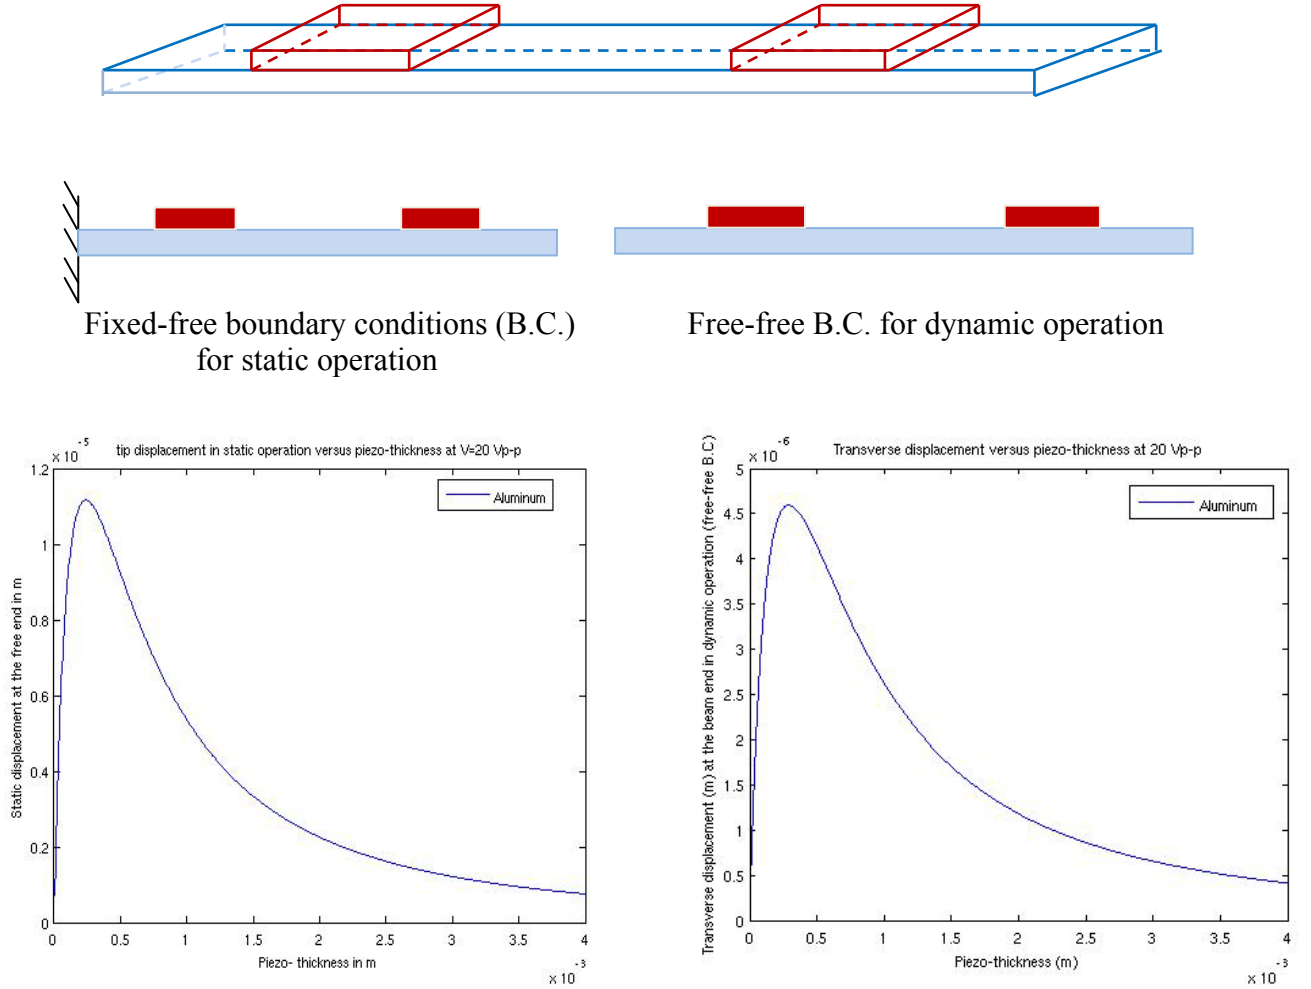 Fixed-free boundary conditions (B.C.)
for static operation
Free-free B.C. for dynamic operation
x 10 -5
tip displacement in static operation versus piezo-thickness at V=20 Vp-p
1.2
1
0.8
0.6
0.4
0.2
0
Static displacement at the free end in m
Aluminum
0 0.5 1 1.5 2 2.5 3 3.5 4
Piezo- thickness in m
x 10 -3
x 10 -6
Transverse displacement versus piezo-thickness at 20 Vp-p
5
4.5
4
3.5
3
2.5
2
1.5
1
0.5
0
Transverse displacement (m) at the beam end in dynamic operation (free-free B.C)
Aluminum
0 0.5 1 1.5 2 2.5 3 3.5 4
Piezo-thickness (m)
x 10 -3